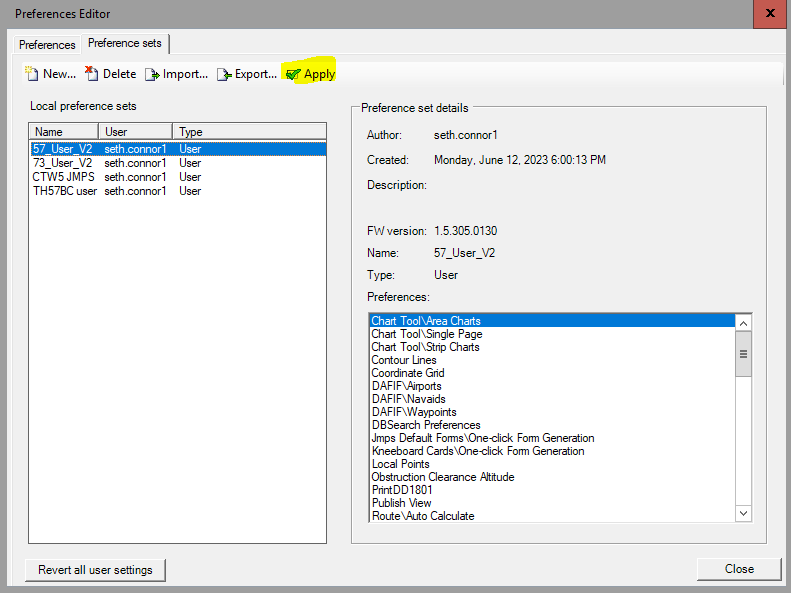 Preferences Editor
X
Preferences Preference sets
New... Delete Import... Export... Apply
Local preference sets
Name User Type
57_User_V2 seth.connor1 User
73_User_V2 seth.connor1 User
CTW5 JMPS seth.connor1 User
TH57BC user seth.connor1 User
Preference set details
Author: seth.connor1
Created: Monday, June 12, 2023 6:00:13 PM
Description:
FW version: 1.5.305.0130
Name: 57_User_V2
Type: User
Preferences:
Chart Tool\Area Charts
Chart Tool\Single Page
Chart Tool\Strip Charts
Contour Lines
Coordinate Grid
DAFIF\Airports
DAFIF\Navaids
DAFIF\Waypoints
DBSearch Preferences
Jmps Default Forms\One-click Form Generation
Kneeboard Cards\One-click Form Generation
Local Points
Obstruction Clearance Altitude
PrintDD1801
Publish View
Route\Auto Calculate
Revert all user settings
Close